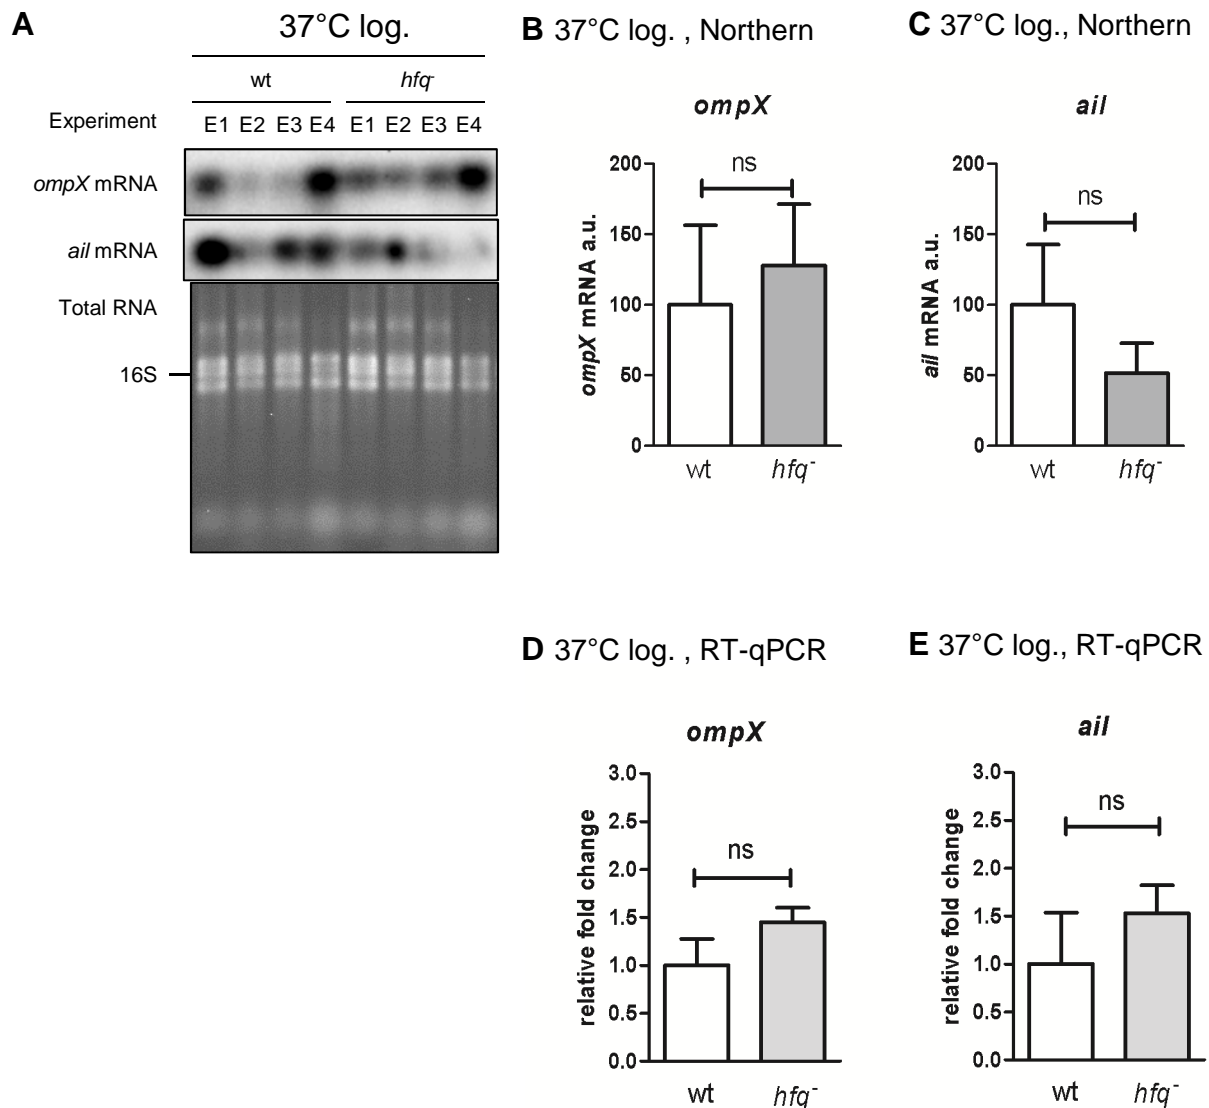 A
37°C log.
wt hfq-
Experiment E1 E2 E3 E4 E1 E2 E3 E4
ompX mRNA
ail mRNA
Total RNA
16S
B 37°C log. , Northern
ompX
ompX mRNA a.u.
200
150
100
50
0
ns
wt hfq-
C 37°C log., Northern
ail
ail mRNA a.u.
200
150
100
50
0
ns
wt hfq-
D 37°C log. , RT-qPCR
ompX
relative fold change
3.0
2.5
2.0
1.5
1.0
0.5
0.0
ns
wt hfq-
E 37°C log., RT-qPCR
ail
relative fold change
3.0
2.5
2.0
1.5
1.0
0.5
0.0
ns
wt hfq-